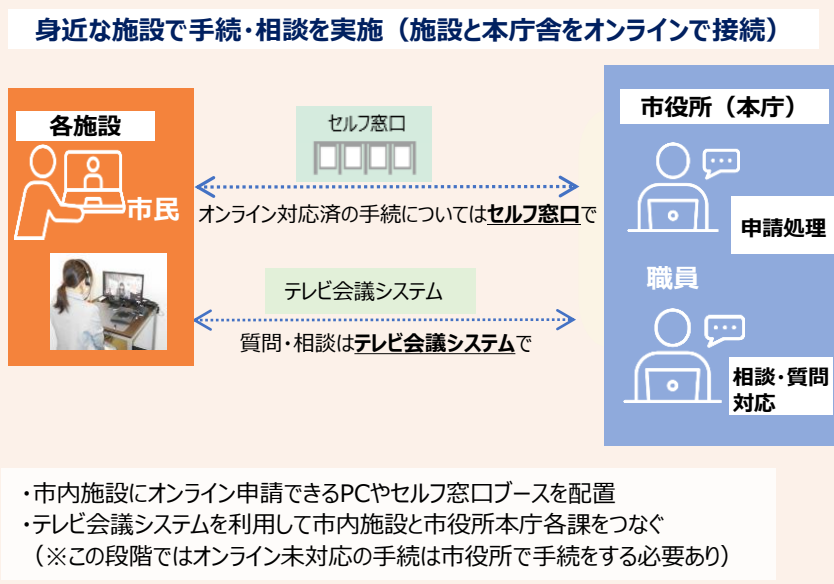 身近な施設で手続・相談を実施（施設と本庁舎をオンラインで接続）
各施設
市民
セルフ窓口
オンライン対応済の手続についてはセルフ窓口で
テレビ会議システム
質問・相談はテレビ会議システムで
市役所（本庁）
申請処理
職員
相談・質問
対応
・市内施設にオンライン申請できるPCやセルフ窓口ブースを配置
・テレビ会議システムを利用して市内施設と市役所本庁各課をつなぐ
（※この段階ではオンライン未対応の手続は市役所で手続をする必要あり）